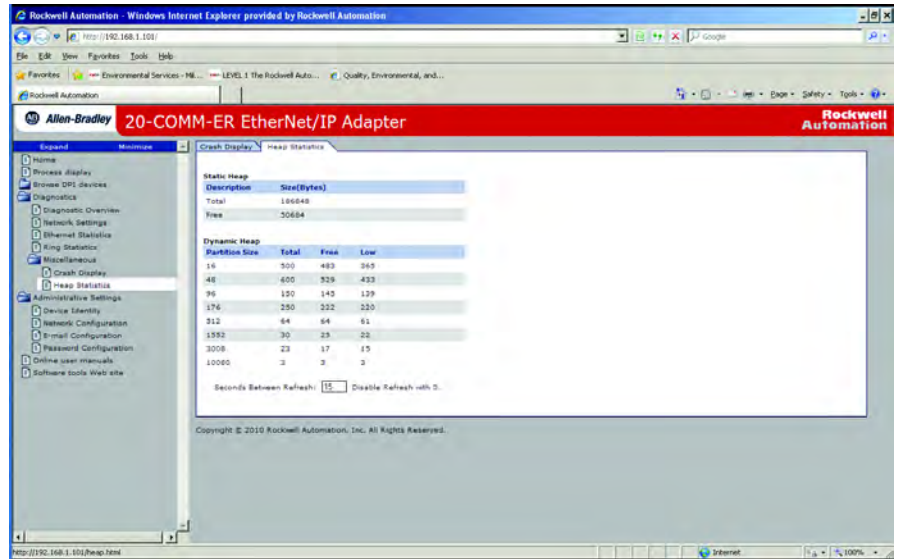 Rockwell Automation - Windows Internet Explorer provided by Rockwell Automation
http://192.168.1.101/
Google
File Edit View Favorites Tools Help
Favorites Environmental Services - Mil... LEVEL 1 The Rockwell Auto... Quality, Environmental, and...
Rockwell Automation
Page Safety Tools
Allen-Bradley 20-COMM-ER EtherNet/IP Adapter Rockwell Automation
Expand Minimize
Home
Process display
Browse DPI devices
Diagnostics
Diagnostic Overview
Network Settings
Ethernet Statistics
Ring Statistics
Miscellaneous
Crash Display
Heap Statistics
Administrative Settings
Device Identity
Network Configuration
E-mail Configuration
Password Configuration
Online user manuals
Software tools Web site
Crash Display Heap Statistics
Static Heap
Description Size(Bytes)
Total
Free 50684
Dynamic Heap
Partition Size Total Free Low
16 500 483 365
48 600 529 433
96 150 145 139
176 250 222 220
512 64 64 61
30 25 22
3008 23 17 15
3 3 3
Seconds Between Refresh: 15 Disable Refresh with 0.
Copyright © 2010 Rockwell Automation, Inc. All Rights Reserved.
http://192.168.1.101/heap.html
Internet
100%